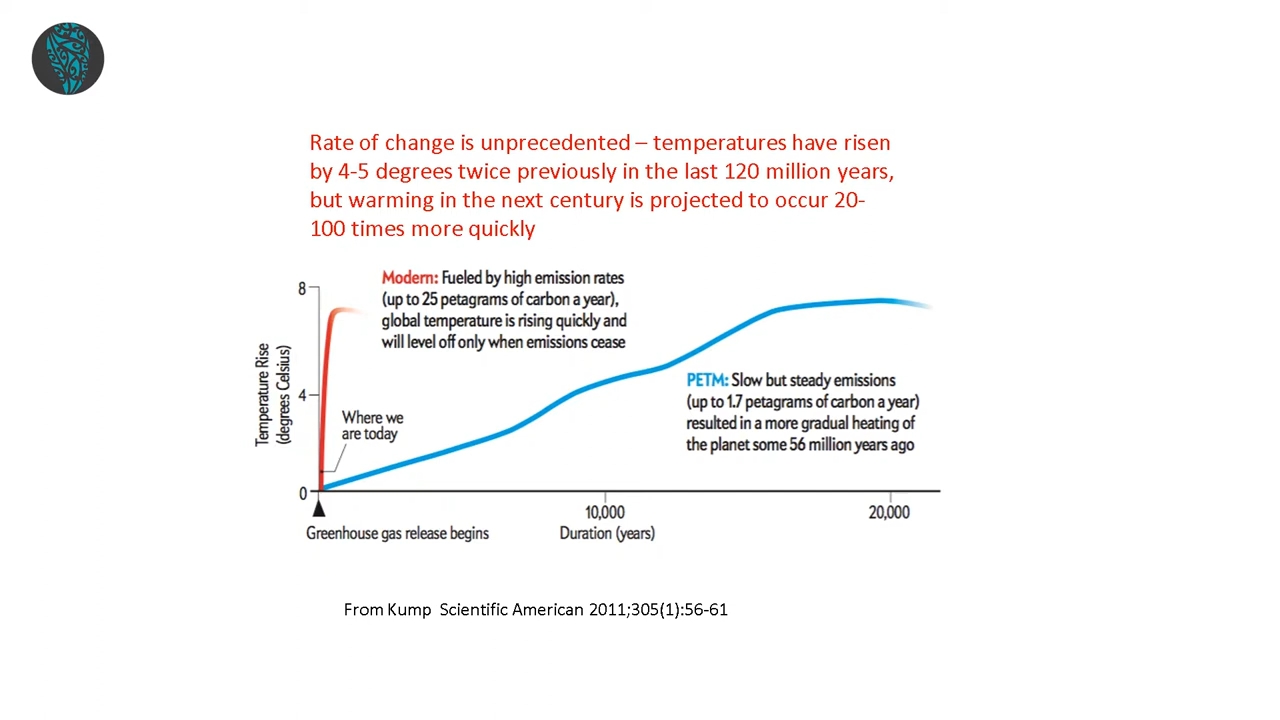 Rate of change is unprecedented – temperatures have risen
by 4-5 degrees twice previously in the last 120 million years,
but warming in the next century is projected to occur 20-
100 times more quickly
Modern: Fueled by high emission rates
(up to 25 petagrams of carbon a year),
global temperature is rising quickly and
will level off only when emissions cease
8
4
0
Temperature Rise
(degrees Celsius)
Where we
are today
PETM: Slow but steady emissions
(up to 1.7 petagrams of carbon a year)
resulted in a more gradual heating of
the planet some 56 million years ago
10,000
20,000
Greenhouse gas release begins
Duration (years)
From Kump  Scientific American 2011;305(1):56-61